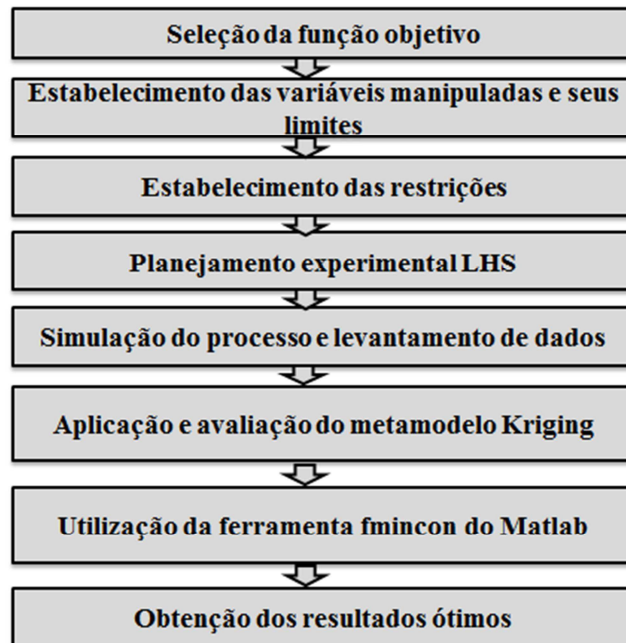 Seleção da função objetivo
Estabelecimento das variáveis manipuladas e seus
limites
Estabelecimento das restrições
Planejamento experimental LHS
Simulação do processo e levantamento de dados
Aplicação e avaliação do metamodelo Kriging
Utilização da ferramenta fmincon do Matlab
Obtenção dos resultados ótimos